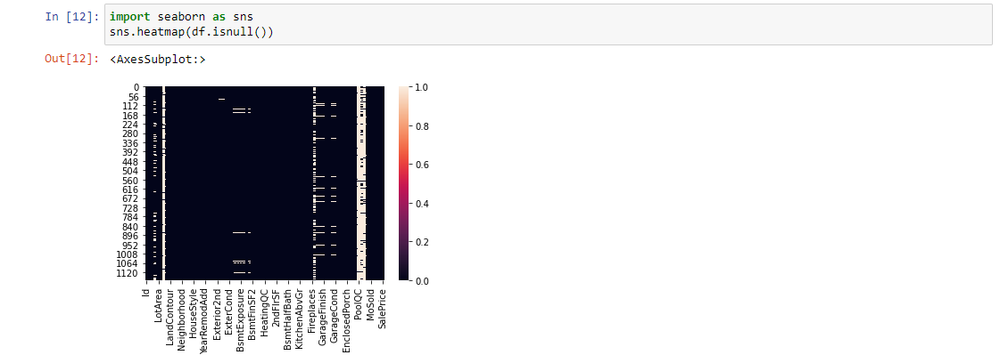 In [12]: import seaborn as sns
sns.heatmap(df.isnull())
Out[12]: <AxesSubplot:>
0
56
112
168
224
280
336
392
448
504
560
616
672
728
784
840
896
952
1008
1064
1120
1.0
0.8
0.6
0.4
0.2
0.0
Id
LotArea
LandContour
Neighborhood
HouseStyle
YearRemodAdd
Exterior2nd
ExterCond
BsmtExposure
BsmtFinSF2
HeatingQC
2ndFlrSF
BsmtHalfBath
KitchenAbvGr
Fireplaces
GarageFinish
GarageCond
EnclosedPorch
PoolQC
MoSold
SalePrice